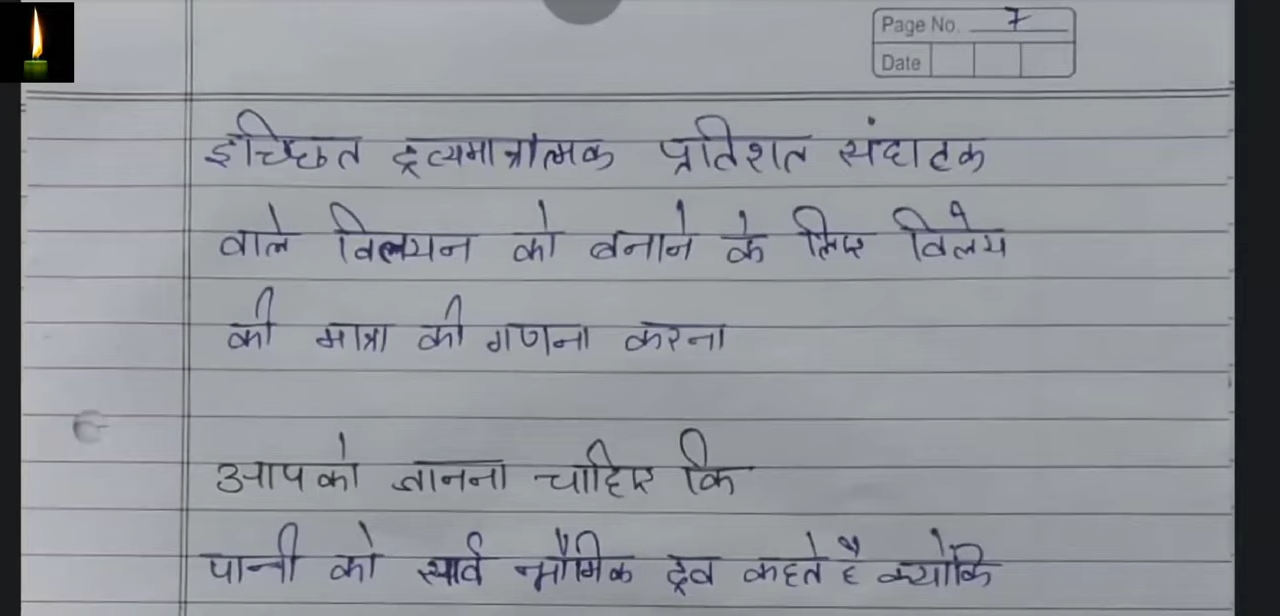 Page No. 7
Date
इच्छित द्रव्यमात्रात्मक प्रतिशत संघटक
वाले विलयन को बनाने के लिए विलेय
की मात्रा की गणना करना
आपको जानना चाहिए कि
पानी को सार्व भौमिक द्रव कहते है क्योकि